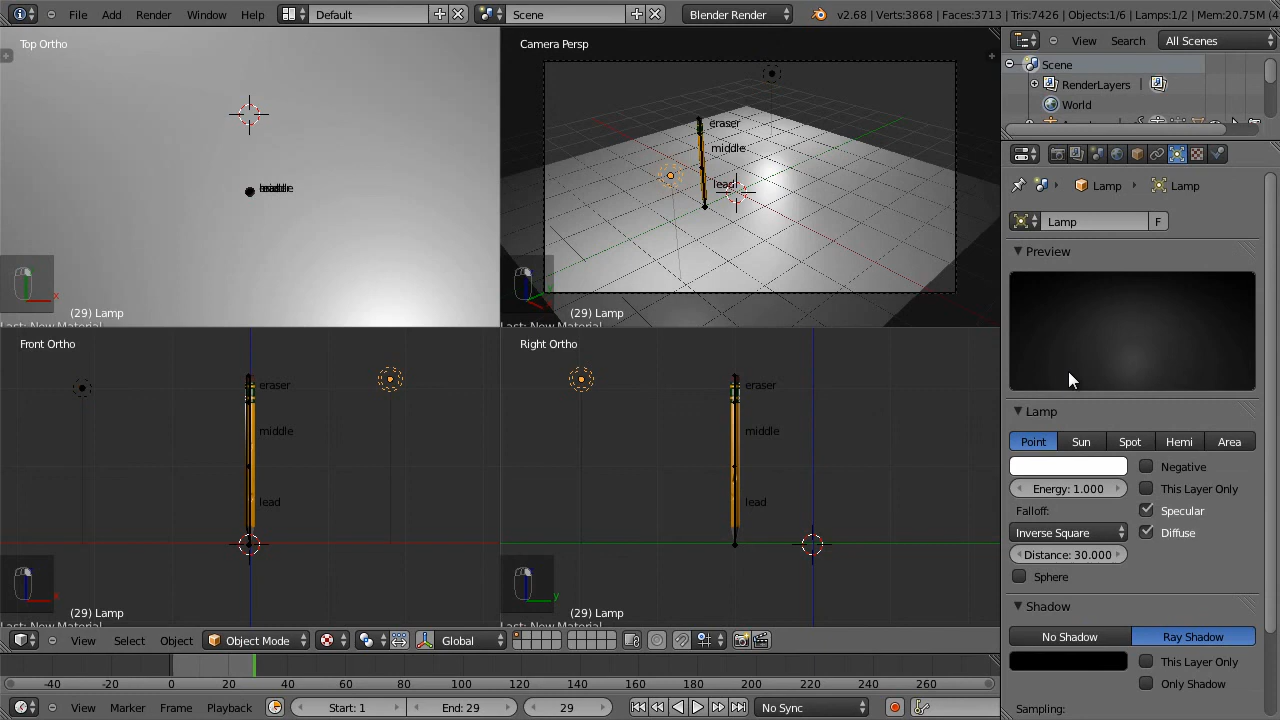 File Add Render Window Help Default Scene Blender Render v2.68 | Verts:3868 | Faces:3713 | Tris:7426 | Objects:1/6 | Lamps:1/2 | Mem:20.75M
View Search All Scenes
Scene
RenderLayers
World
Top Ortho
x
(29) Lamp
Last: New Material
Camera Persp
eraser
middle
lead
(29) Lamp
Last: New Material
Front Ortho
eraser
middle
lead
x
(29) Lamp
Right Ortho
eraser
middle
lead
y
(29) Lamp
Lamp Lamp
Lamp F
Preview
Lamp
Point Sun Spot Hemi Area
Negative
Energy: 1.000 This Layer Only
Falloff: Specular
Inverse Square Diffuse
Distance: 30.000
Sphere
Shadow
No Shadow Ray Shadow
This Layer Only
Only Shadow
Sampling:
View Select Object Object Mode Global
-40 -20 0 20 40 60 80 100 120 140 160 180 200 220 240 260
View Marker Frame Playback Start: 1 End: 29 29 No Sync